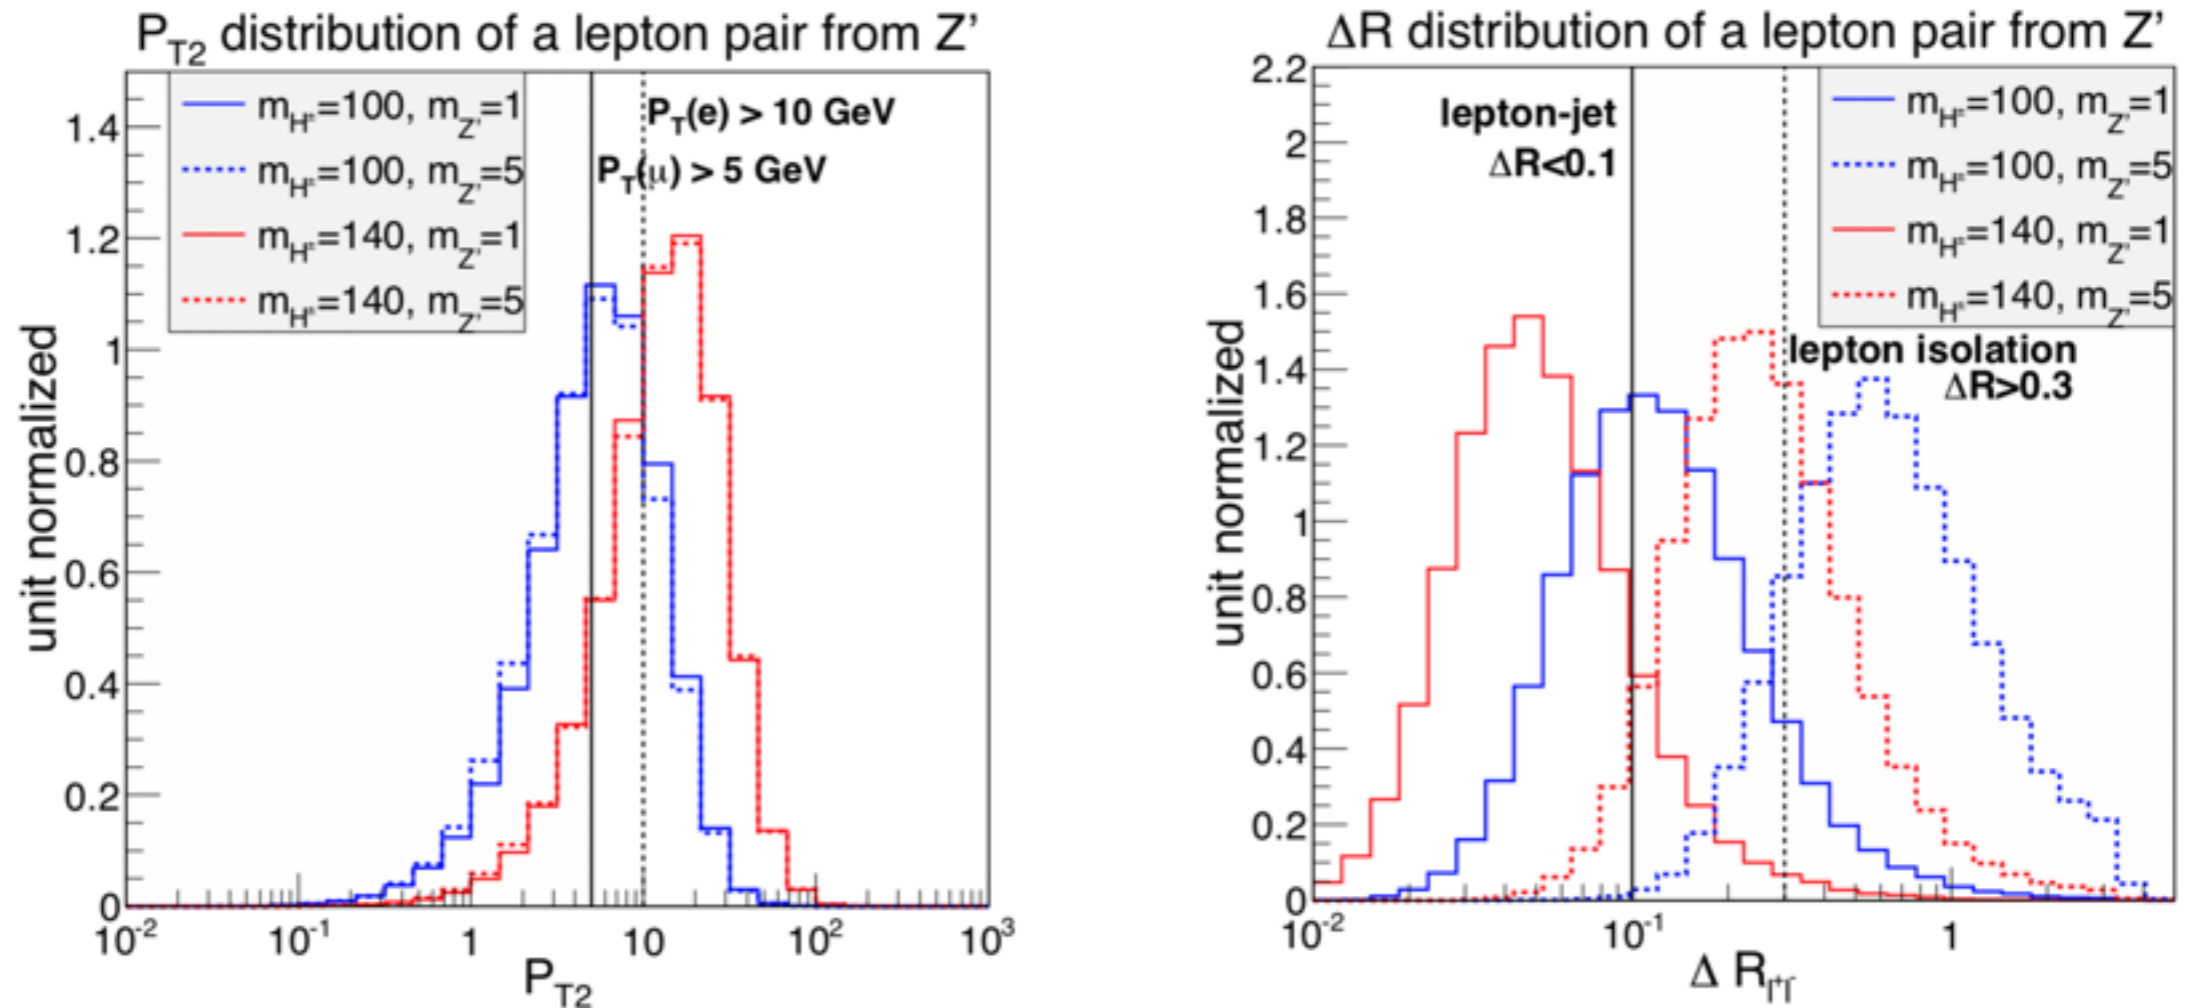 P_T2 distribution of a lepton pair from Z'
m_H±=100, m_Z'=1
m_H±=100, m_Z'=5
m_H±=140, m_Z'=1
m_H±=140, m_Z'=5
P_T(e) > 10 GeV
P_T(μ) > 5 GeV
unit normalized
1.4
1.2
1
0.8
0.6
0.4
0.2
0
10^-2
10^-1
1
10
10^2
10^3
P_T2
ΔR distribution of a lepton pair from Z'
lepton-jet
ΔR<0.1
m_H±=100, m_Z'=1
m_H±=100, m_Z'=5
m_H±=140, m_Z'=1
m_H±=140, m_Z'=5
lepton isolation
ΔR>0.3
unit normalized
2.2
2
1.8
1.6
1.4
1.2
1
0.8
0.6
0.4
0.2
0
10^-2
10^-1
1
Δ R_l+l-